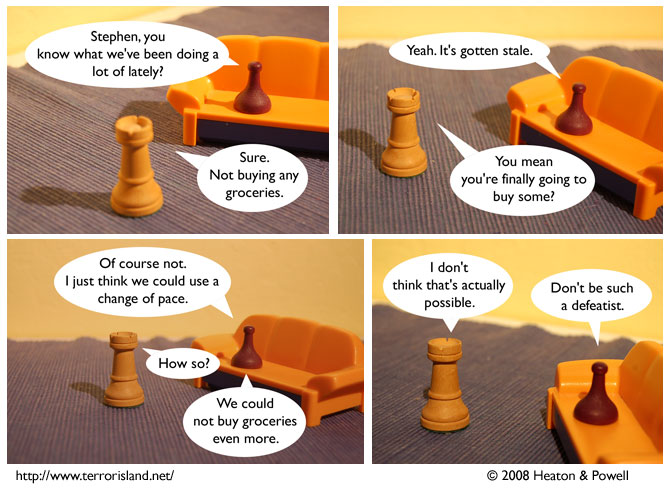 Stephen, you
know what we've been doing a
lot of lately?
Sure.
Not buying any
groceries.
Yeah. It's gotten stale.
You mean
you're finally going to
buy some?
Of course not.
I just think we could use a
change of pace.
How so?
We could
not buy groceries
even more.
I don't
think that's actually
possible.
Don't be such
a defeatist.
http://www.terrorisland.net/
© 2008 Heaton & Powell